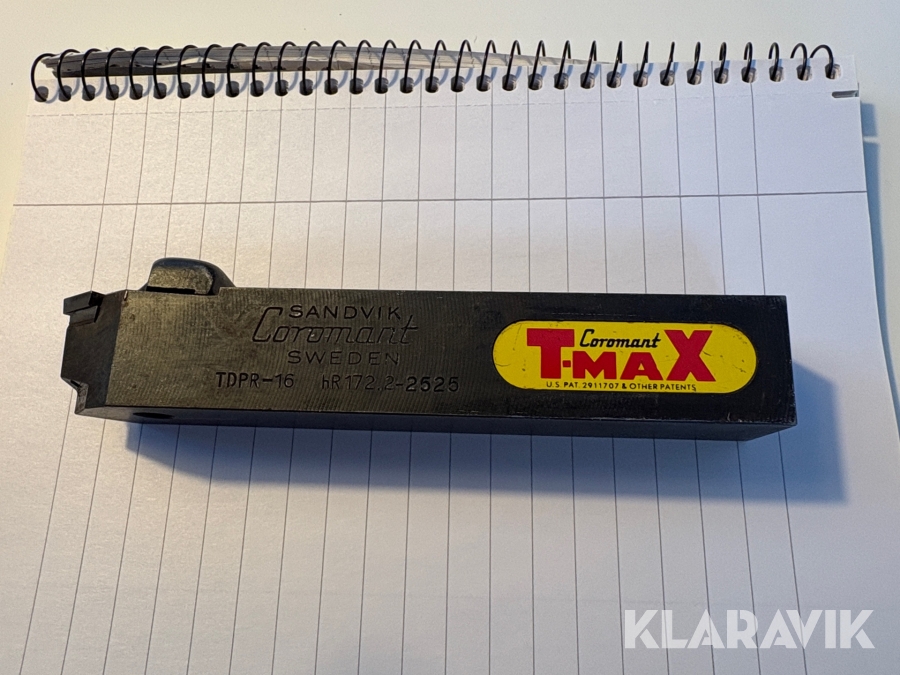 SANDVIK
Coromant
SWEDEN
TDPR-16 hR172.2-2525
Coromant
T-MAX
U.S. PAT. 2911707 & OTHER PATENTS
KLARAVIK